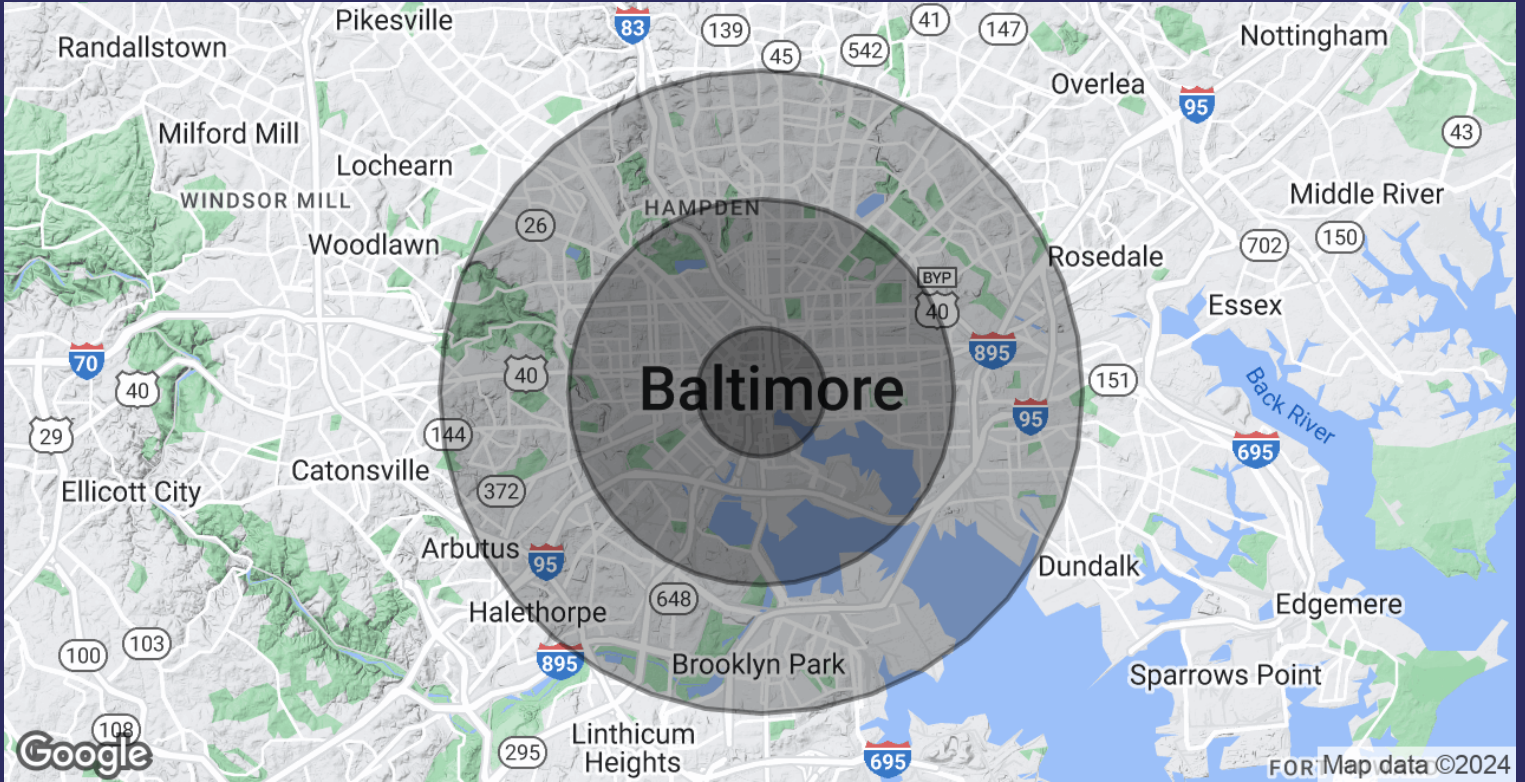 Pikesville
83
139
45
542
41
147
Nottingham
Randallstown
Overlea
95
43
Milford Mill
Lochearn
WINDSOR MILL
HAMPDEN
Middle River
26
Woodlawn
Rosedale
702
150
BYP
40
Essex
895
70
40
40
Baltimore
151
95
Back River
29
144
695
Catonsville
Ellicott City
372
Arbutus
95
Dundalk
648
Halethorpe
Edgemere
103
100
895
Brooklyn Park
Sparrows Point
108
Google
295
Linthicum
Heights
695
FOR
Map data ©2024